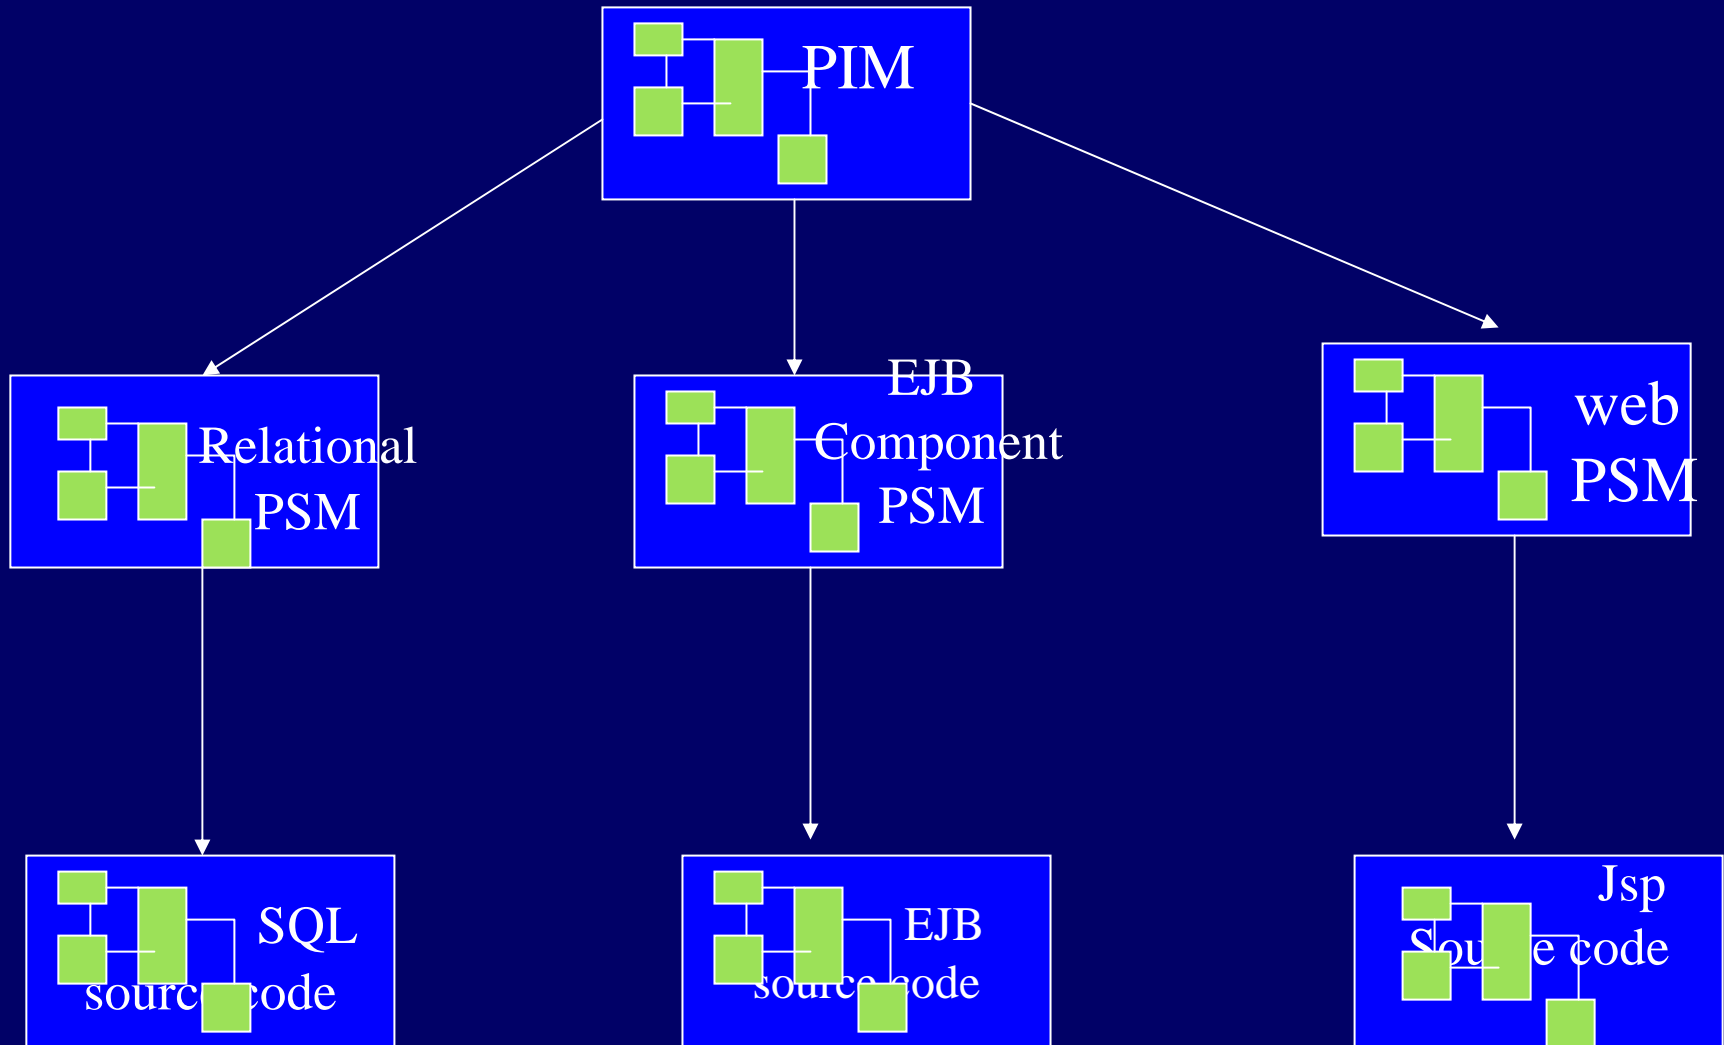 PIM
Relational
PSM
EJB
Component
PSM
web
PSM
SQL
source code
EJB
source code
Jsp
Source code